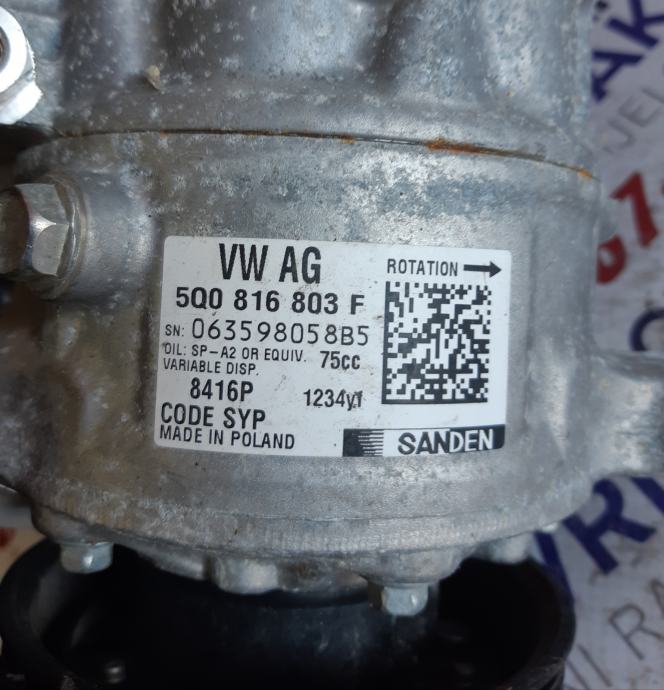 VW AG
ROTATION
5Q0 816 803 F
SN: 063598058B5
OIL: SP-A2 OR EQUIV. 75cc
VARIABLE DISP.
8416P 1234yf
CODE SYP
MADE IN POLAND
SANDEN